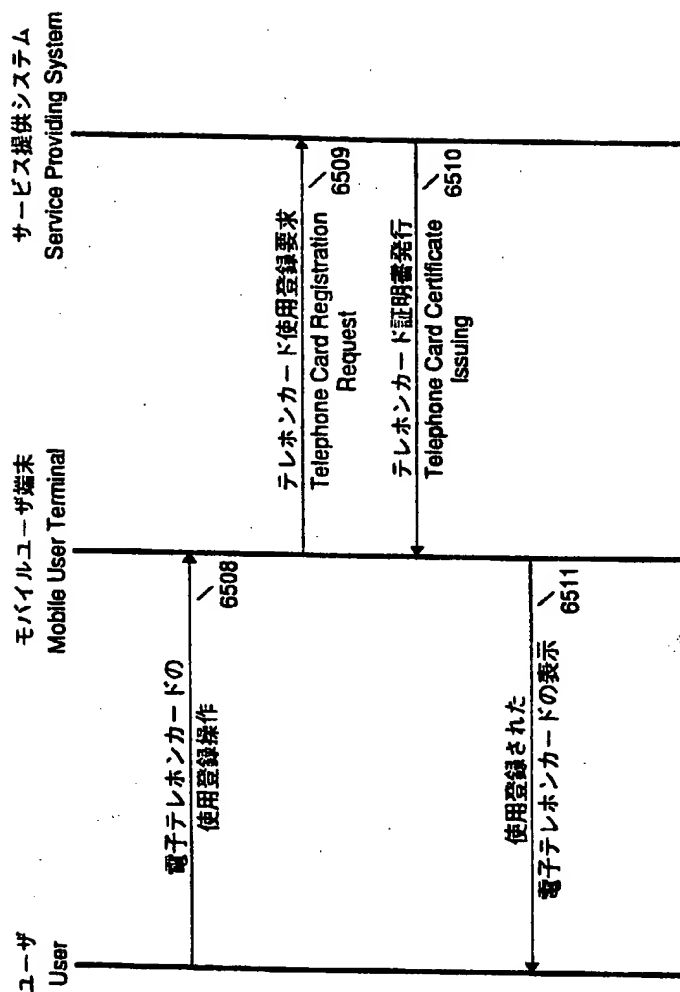 ユーザ
User
モバイルユーザ端末
Mobile User Terminal
サービス提供システム
Service Providing System
電子テレホンカードの
使用登録操作
6508
テレホンカード使用登録要求
6509
Telephone Card Registration
Request
テレホンカード証明書発行
6510
Telephone Card Certificate
Issuing
使用登録された
電子テレホンカードの表示
6511